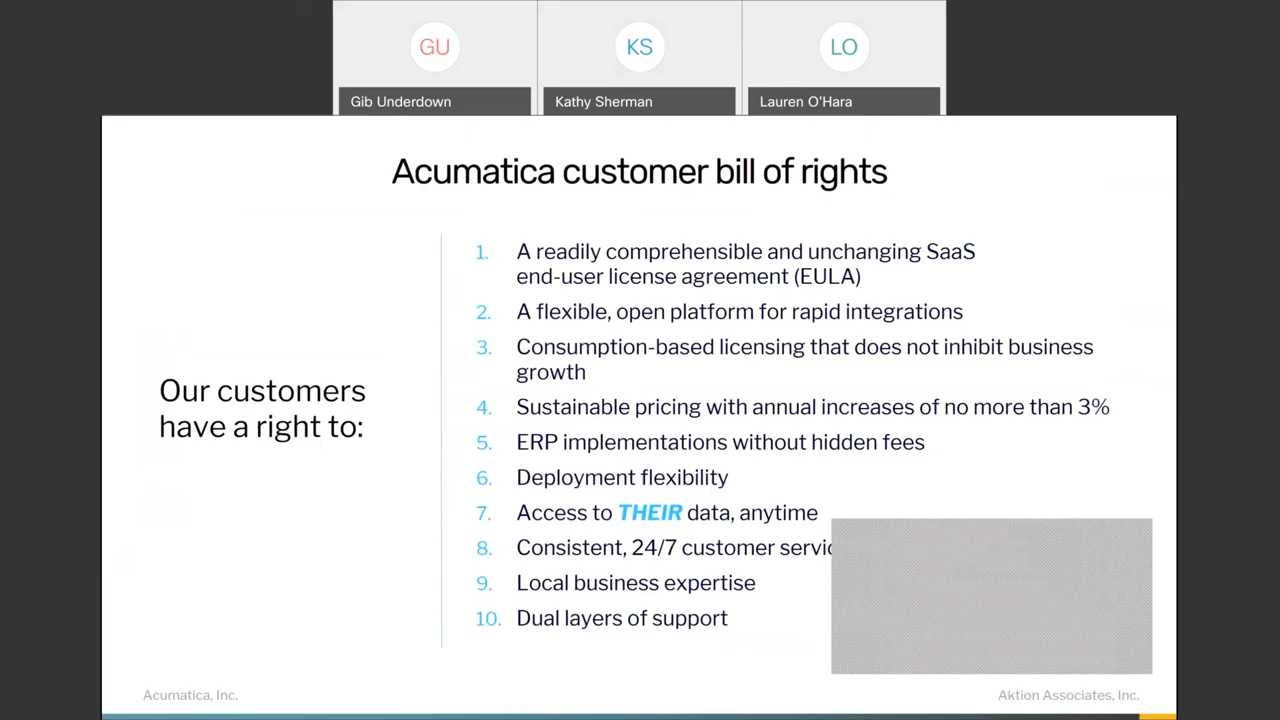 GU
KS
LO
Gib Underdown
Kathy Sherman
Lauren O'Hara
Acumatica customer bill of rights
Our customers
have a right to:
1. A readily comprehensible and unchanging SaaS
end-user license agreement (EULA)
2. A flexible, open platform for rapid integrations
3. Consumption-based licensing that does not inhibit business
growth
4. Sustainable pricing with annual increases of no more than 3%
5. ERP implementations without hidden fees
6. Deployment flexibility
7. Access to THEIR data, anytime
8. Consistent, 24/7 customer
9. Local business expertise
10. Dual layers of support
Acumatica, Inc.
Aktion Associates, Inc.